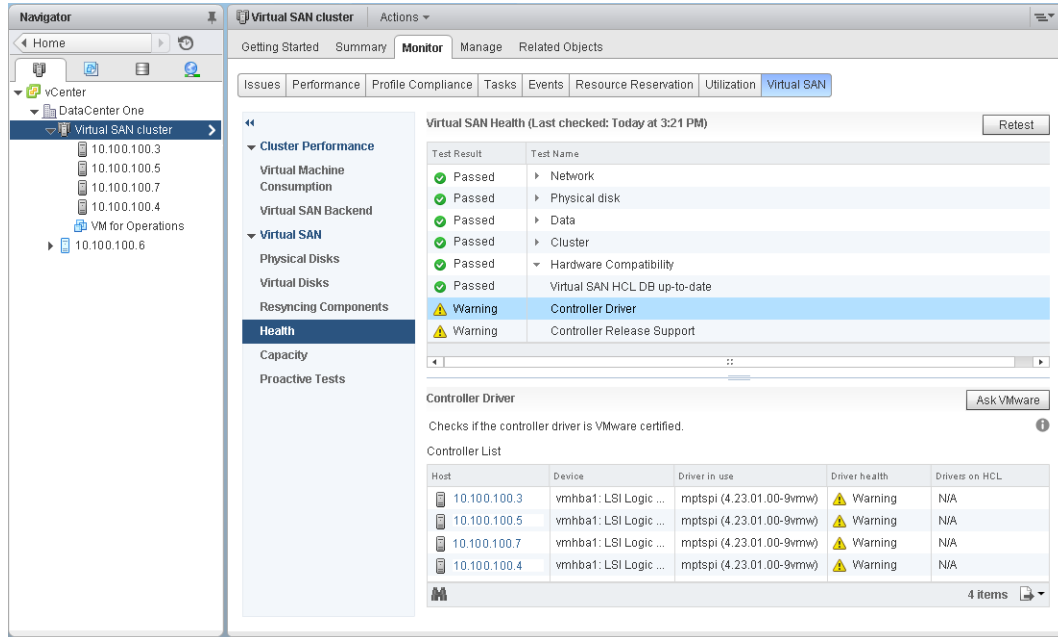 Navigator
Home
vCenter
DataCenter One
Virtual SAN cluster
10.100.100.3
10.100.100.5
10.100.100.7
10.100.100.4
VM for Operations
10.100.100.6
Virtual SAN cluster Actions
Getting Started Summary Monitor Manage Related Objects
Issues Performance Profile Compliance Tasks Events Resource Reservation Utilization Virtual SAN
Cluster Performance
Virtual Machine
Consumption
Virtual SAN Backend
Virtual SAN
Physical Disks
Virtual Disks
Resyncing Components
Health
Capacity
Proactive Tests
Virtual SAN Health (Last checked: Today at 3:21 PM) Retest
Test Result Test Name
Passed Network
Passed Physical disk
Passed Data
Passed Cluster
Passed Hardware Compatibility
Passed Virtual SAN HCL DB up-to-date
Warning Controller Driver
Warning Controller Release Support
Controller Driver Ask VMware
Checks if the controller driver is VMware certified.
Controller List
Host Device Driver in use Driver health Drivers on HCL
10.100.100.3 vmhba1: LSI Logic ... mptspi (4.23.01.00-9vmw) Warning N/A
10.100.100.5 vmhba1: LSI Logic ... mptspi (4.23.01.00-9vmw) Warning N/A
10.100.100.7 vmhba1: LSI Logic ... mptspi (4.23.01.00-9vmw) Warning N/A
10.100.100.4 vmhba1: LSI Logic ... mptspi (4.23.01.00-9vmw) Warning N/A
4 items